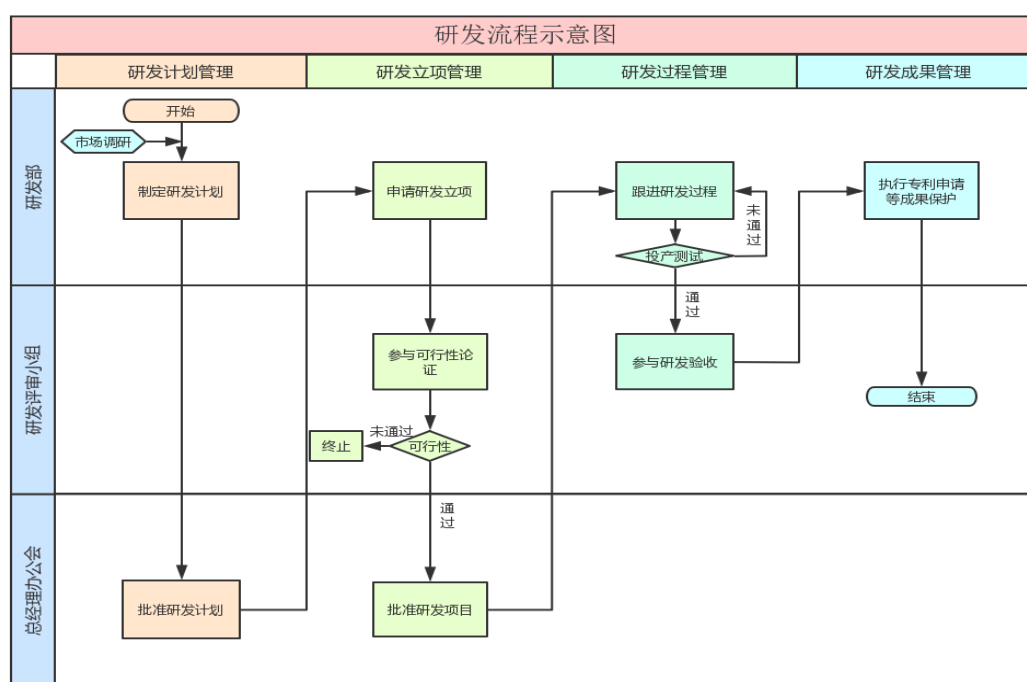 研发流程示意图
研发计划管理
研发立项管理
研发过程管理
研发成果管理
研发部
开始
市场调研
制定研发计划
申请研发立项
跟进研发过程
未
通
过
投产测试
执行专利申请
等成果保护
研发评审小组
通
过
参与可行性论
证
参与研发验收
结束
未通过
终止
可行性
总经理办公会
通
过
批准研发计划
批准研发项目